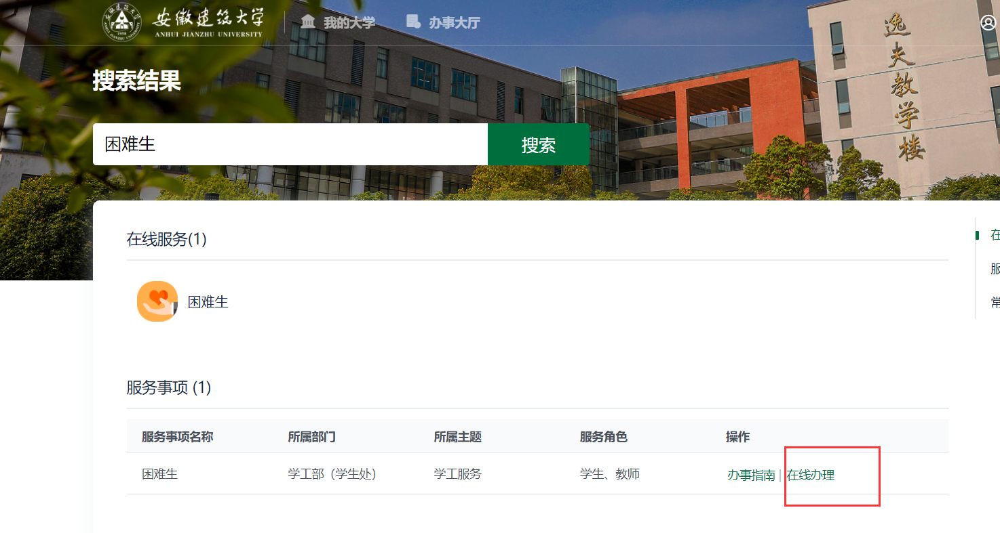 安徽建筑大学
ANHUI JIANZHU UNIVERSITY
1958
我的大学
办事大厅
逸夫教学楼
搜索结果
困难生
搜索
在线服务(1)
在
服
常
困难生
服务事项 (1)
服务事项名称 所属部门 所属主题 服务角色 操作
困难生 学工部（学生处） 学工服务 学生、教师 办事指南 | 在线办理